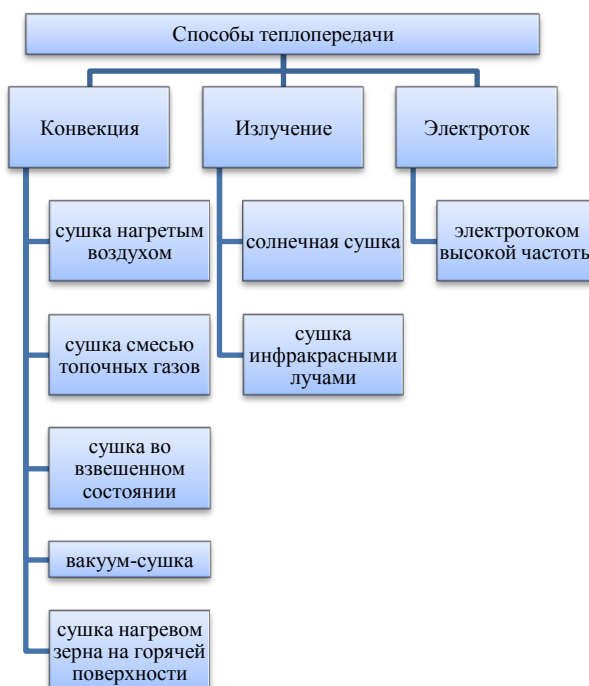 Способы теплопередачи
Конвекция
Излучение
Электроток
сушка нагретым
воздухом
сушка смесью
топочных газов
сушка во
взвешенном
состоянии
вакуум-сушка
сушка нагревом
зерна на горячей
поверхности
солнечная сушка
сушка
инфракрасными
лучами
электротоком
высокой частоты